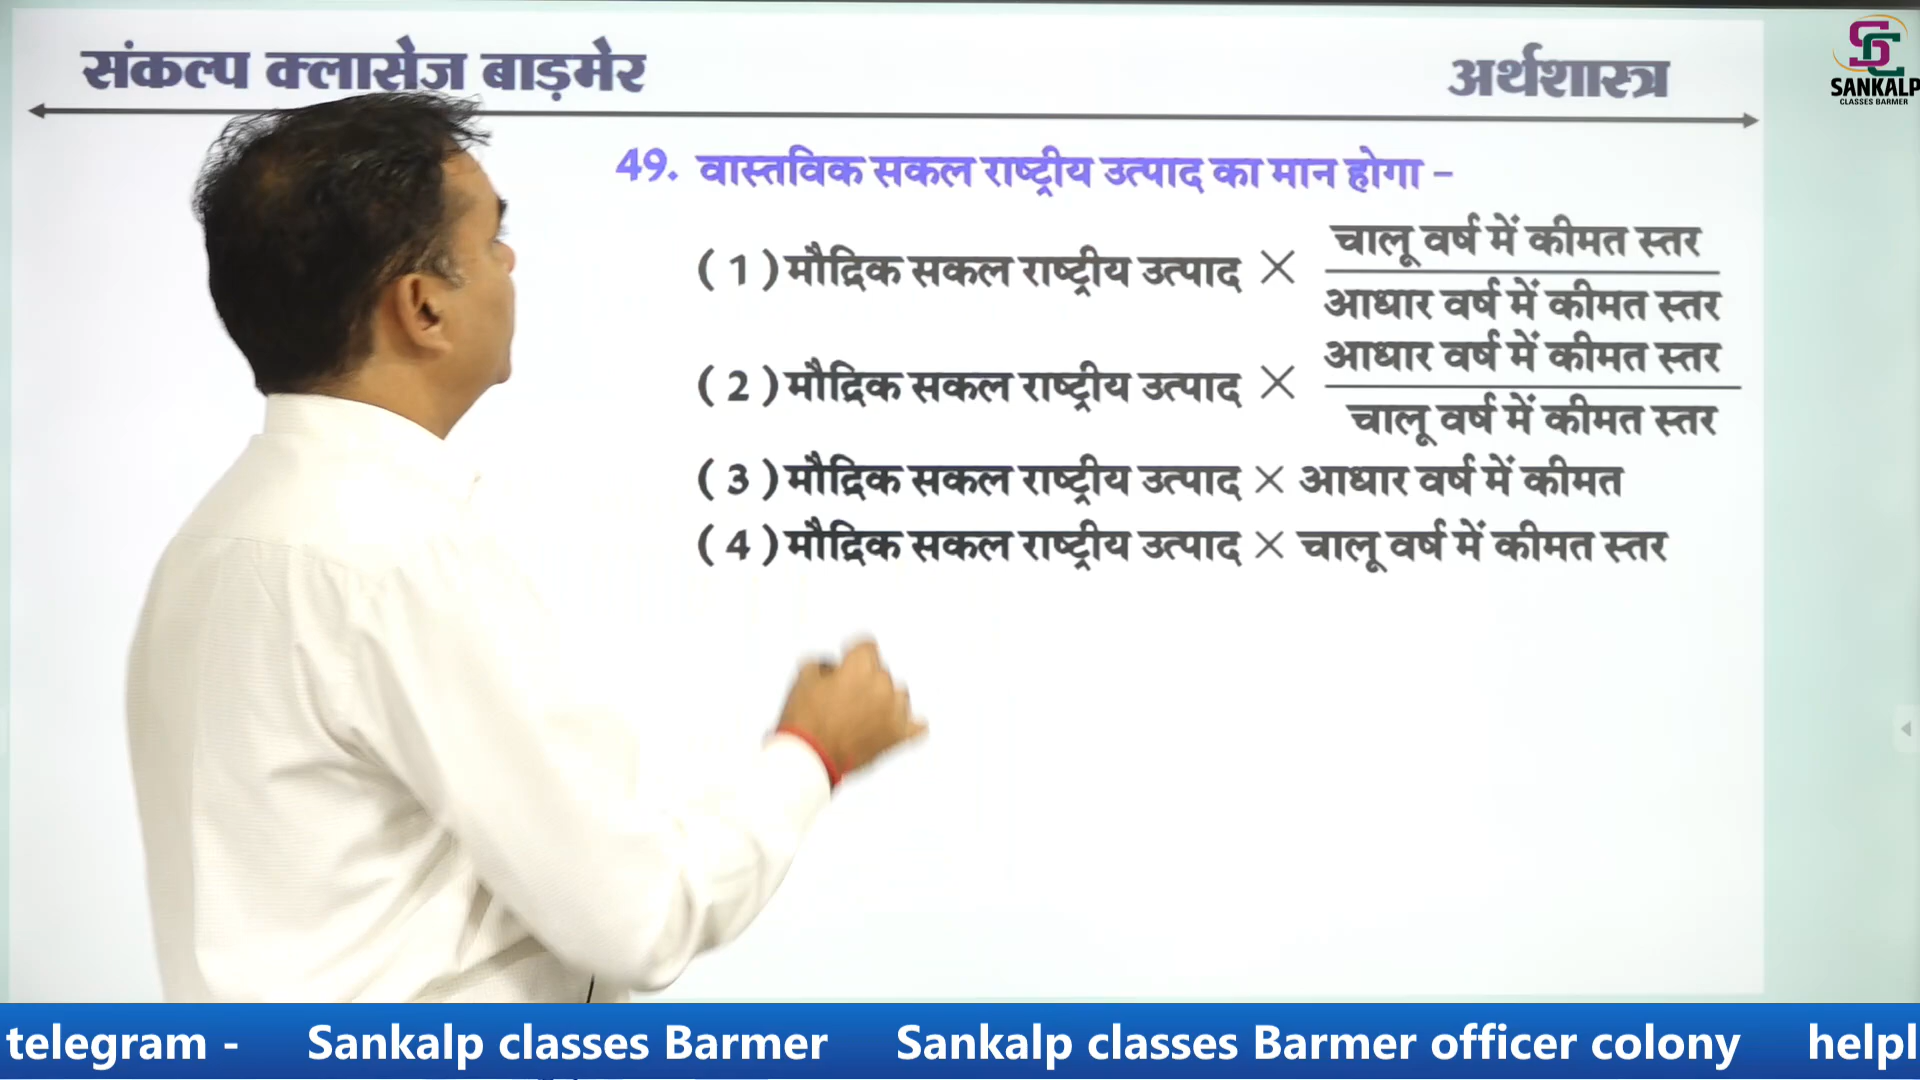 संकल्प क्लासेज बाड़मेर
अर्थशास्त्र
SC
SANKALP
CLASSES BARMER
49. वास्तविक सकल राष्ट्रीय उत्पाद का मान होगा –
चालू वर्ष में कीमत स्तर
(1) मौद्रिक सकल राष्ट्रीय उत्पाद ×
आधार वर्ष में कीमत स्तर
आधार वर्ष में कीमत स्तर
(2) मौद्रिक सकल राष्ट्रीय उत्पाद ×
चालू वर्ष में कीमत स्तर
(3) मौद्रिक सकल राष्ट्रीय उत्पाद × आधार वर्ष में कीमत
(4) मौद्रिक सकल राष्ट्रीय उत्पाद × चालू वर्ष में कीमत स्तर
telegram - Sankalp classes Barmer Sankalp classes Barmer officer colony helpl